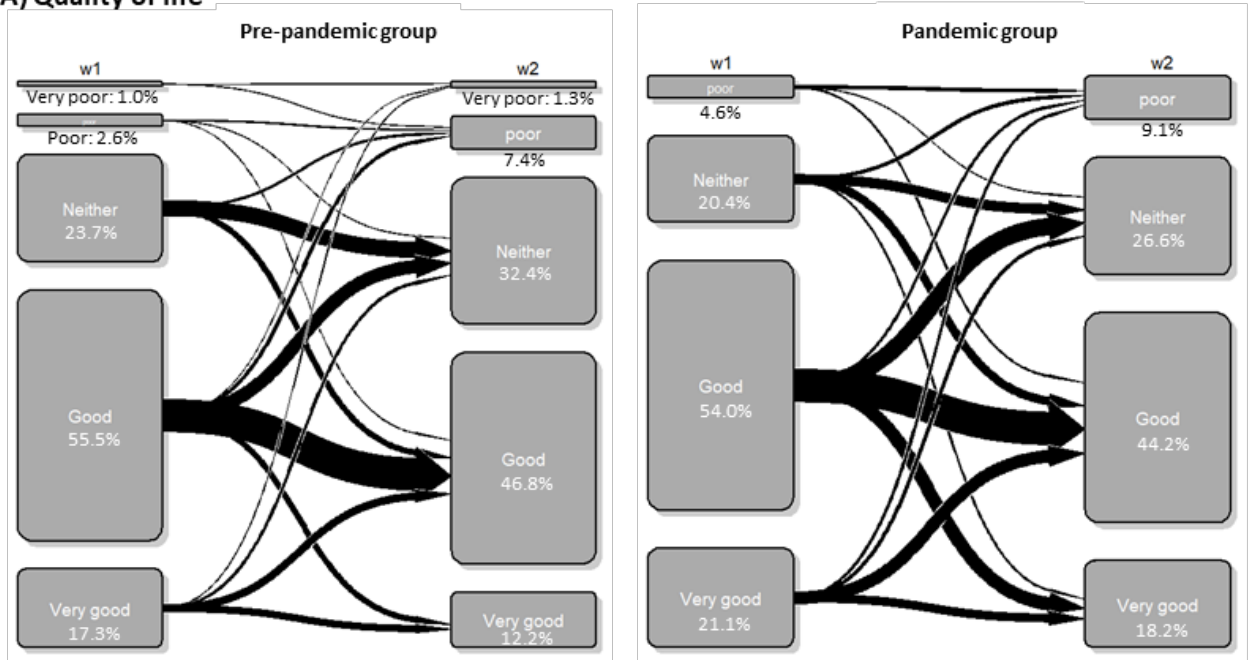 A) Quality of life
Pre-pandemic group
w1
w2
Very poor: 1.0%
Very poor: 1.3%
poor
Poor: 2.6%
poor
7.4%
Neither
23.7%
Neither
32.4%
Good
55.5%
Good
46.8%
Very good
17.3%
Very good
12.2%
Pandemic group
w1
w2
poor
4.6%
poor
9.1%
Neither
20.4%
Neither
26.6%
Good
54.0%
Good
44.2%
Very good
21.1%
Very good
18.2%